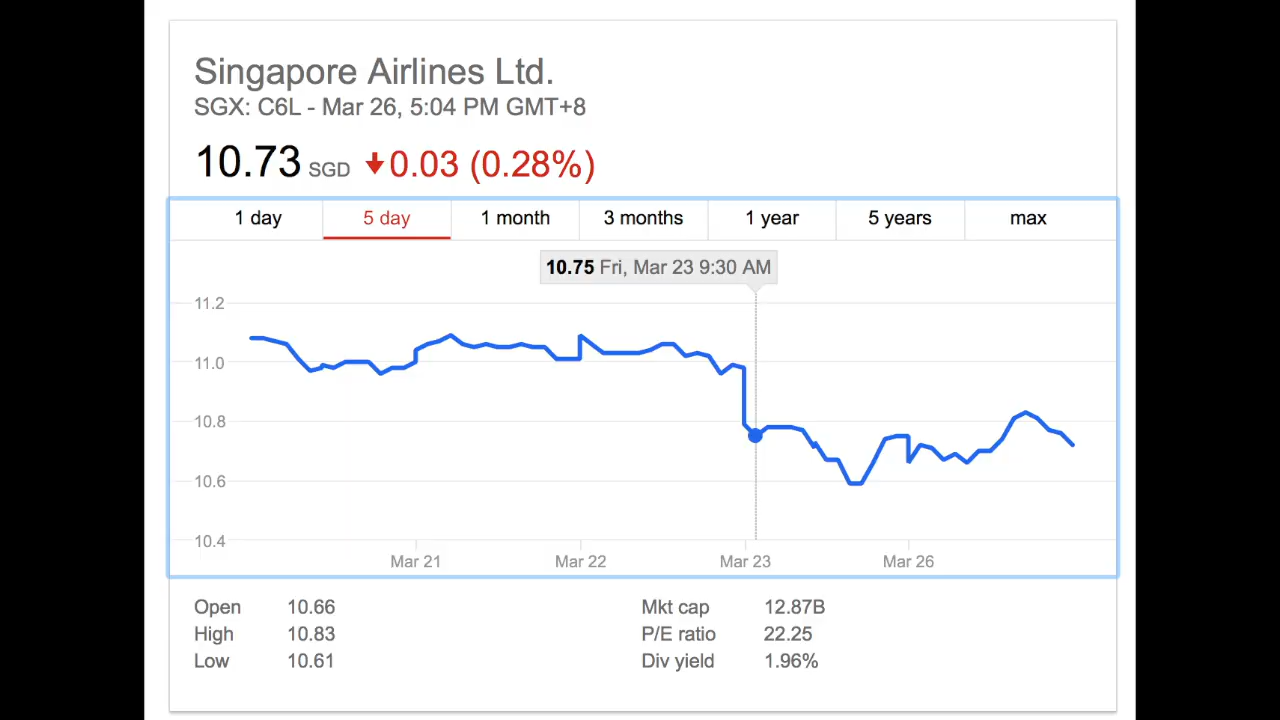 Singapore Airlines Ltd.
SGX: C6L - Mar 26, 5:04 PM GMT+8
10.73 SGD 0.03 (0.28%)
1 day 5 day 1 month 3 months 1 year 5 years max
10.75 Fri, Mar 23 9:30 AM
11.2
11.0
10.8
10.6
10.4
Mar 21 Mar 22 Mar 23 Mar 26
Open 10.66 Mkt cap 12.87B
High 10.83 P/E ratio 22.25
Low 10.61 Div yield 1.96%